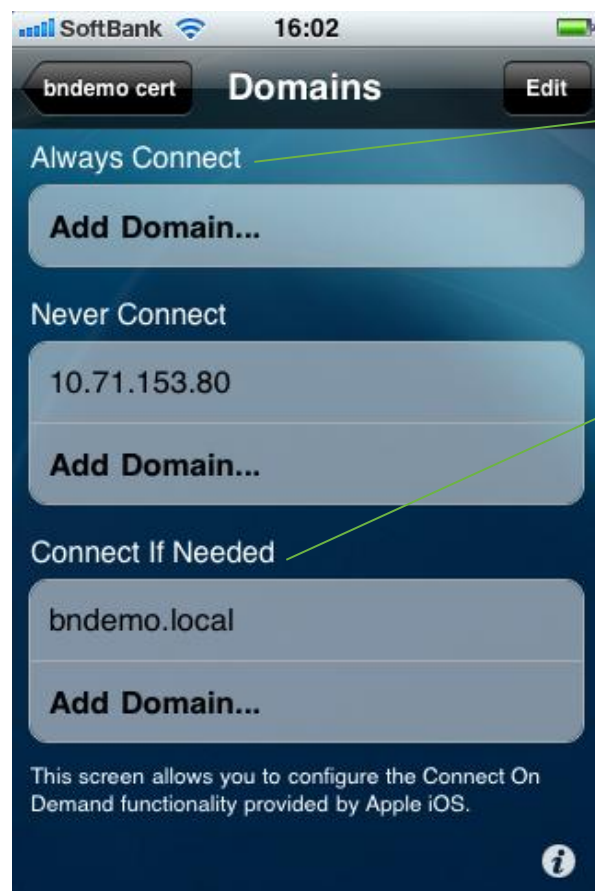 SoftBank 16:02
bndemo cert Domains Edit
Always Connect
Add Domain...
Never Connect
10.71.153.80
Add Domain...
Connect If Needed
bndemo.local
Add Domain...
This screen allows you to configure the Connect On
Demand functionality provided by Apple iOS.
i